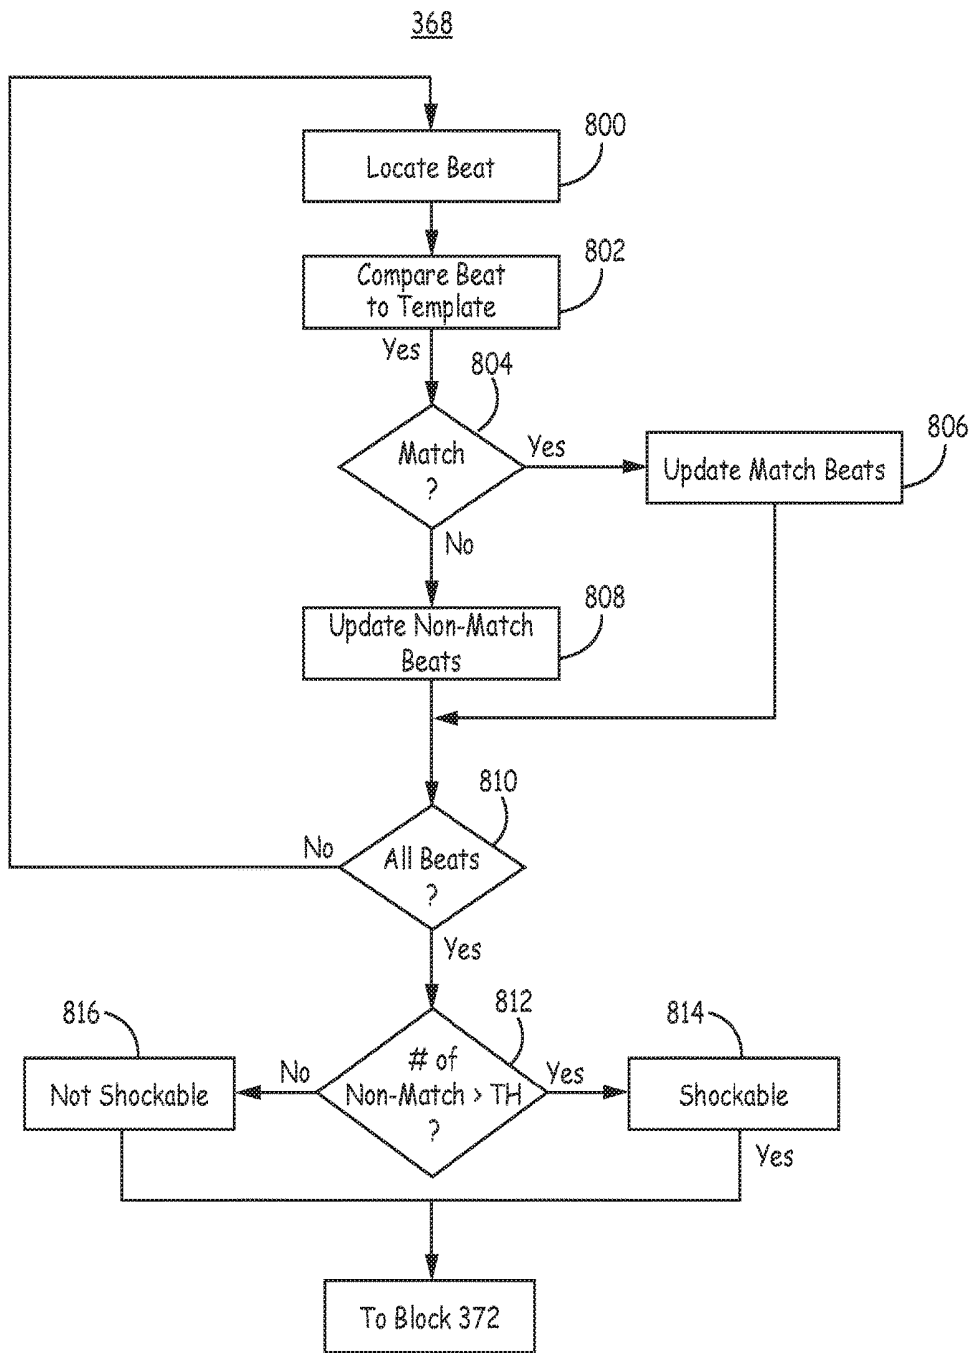 368
800
Locate Beat
802
Compare Beat
to Template
Yes
804
Match
?
Yes
806
Update Match Beats
No
808
Update Non-Match
Beats
810
All Beats
?
No
Yes
816
812
814
# of
Non-Match > TH
?
No
Yes
Not Shockable
Shockable
Yes
To Block 372